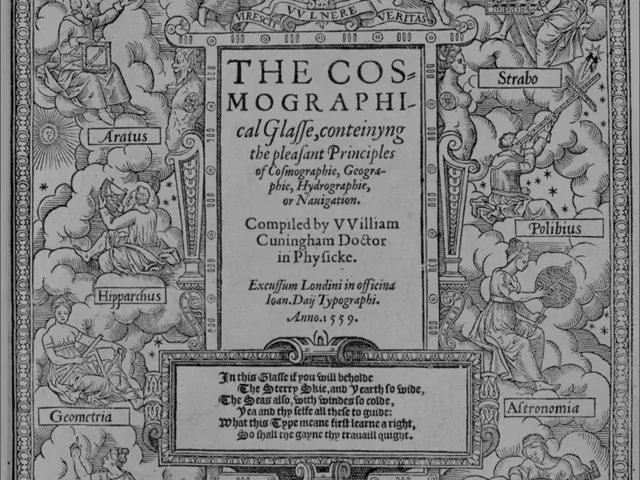 VIRESCIT VVLNERE VERITAS
THE COS=
MOGRAPHI-
cal Glaſſe, conteinyng
the pleaſant Principles
of Coſmographie, Geogra-
phie, Hydrographie,
or Nauigation.
Compiled by VVilliam
Cuningham Doctor
in Phyſicke.
Excuſſum Londini in officina
Ioan. Daij Typographi.
Anno. 1559.
In this Glaſſe if you will beholde
The Sterry Skie, and Yearth ſo wide,
The Seas alſo, with windes ſo colde,
Yea and thy ſelfe all theſe to guide:
What this Type meane firſt learne a right,
So ſhall the gayne thy trauaill quight.
Aratus
Hipparchus
Geometria
Strabo
Polibius
Aſtronomia